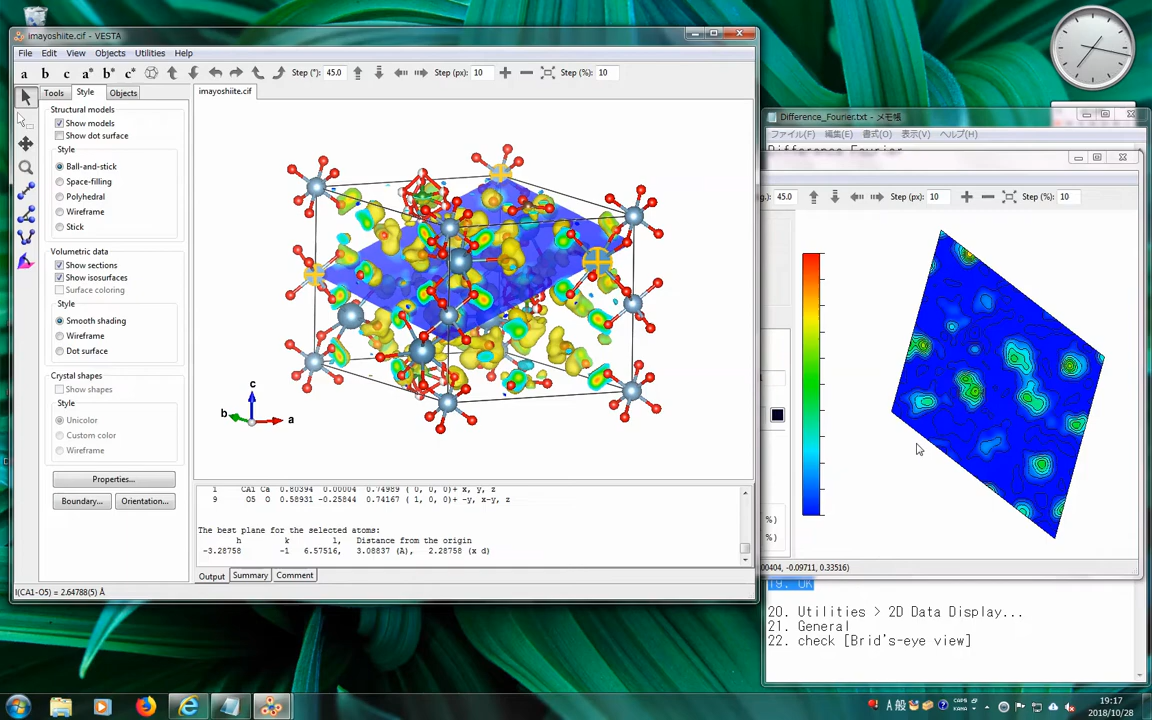 imayoshiite.cif - VESTA
File Edit View Objects Utilities Help
a b c a* b* c* Step (°): 45.0 Step (px): 10 Step (%): 10
Tools Style Objects
imayoshiite.cif
Structural models
Show models
Show dot surface
Style
Ball-and-stick
Space-filling
Polyhedral
Wireframe
Stick
Volumetric data
Show sections
Show isosurfaces
Surface coloring
Style
Smooth shading
Wireframe
Dot surface
Crystal shapes
Show shapes
Style
Unicolor
Custom color
Wireframe
Properties...
Boundary... Orientation...
c
b
a
1 CA1 Ca 0.80394 0.00004 0.74989 ( 0, 0, 0)+ x, y, z
9 O5 O 0.58931 -0.25844 0.74167 ( 1, 0, 0)+ -y, x-y, z
The best plane for the selected atoms:
h k l, Distance from the origin
-3.28758 -1 6.57516, 3.08837 (A), 2.28758 (x d)
Output Summary Comment
l(CA1-O5) = 2.64788(5) Å
Difference_Fourier.txt - メモ帳
ファイル(F) 編集(E) 書式(O) 表示(V) ヘルプ(H)
Difference Fourier
45.0 Step (px): 10 Step (%): 10
%)
%)
00404, -0.09711, 0.33516)
19. OK
20. Utilities > 2D Data Display...
21. General
22. check [Brid's-eye view]
A 般
CAPS
KANA
19:17
2018/10/28